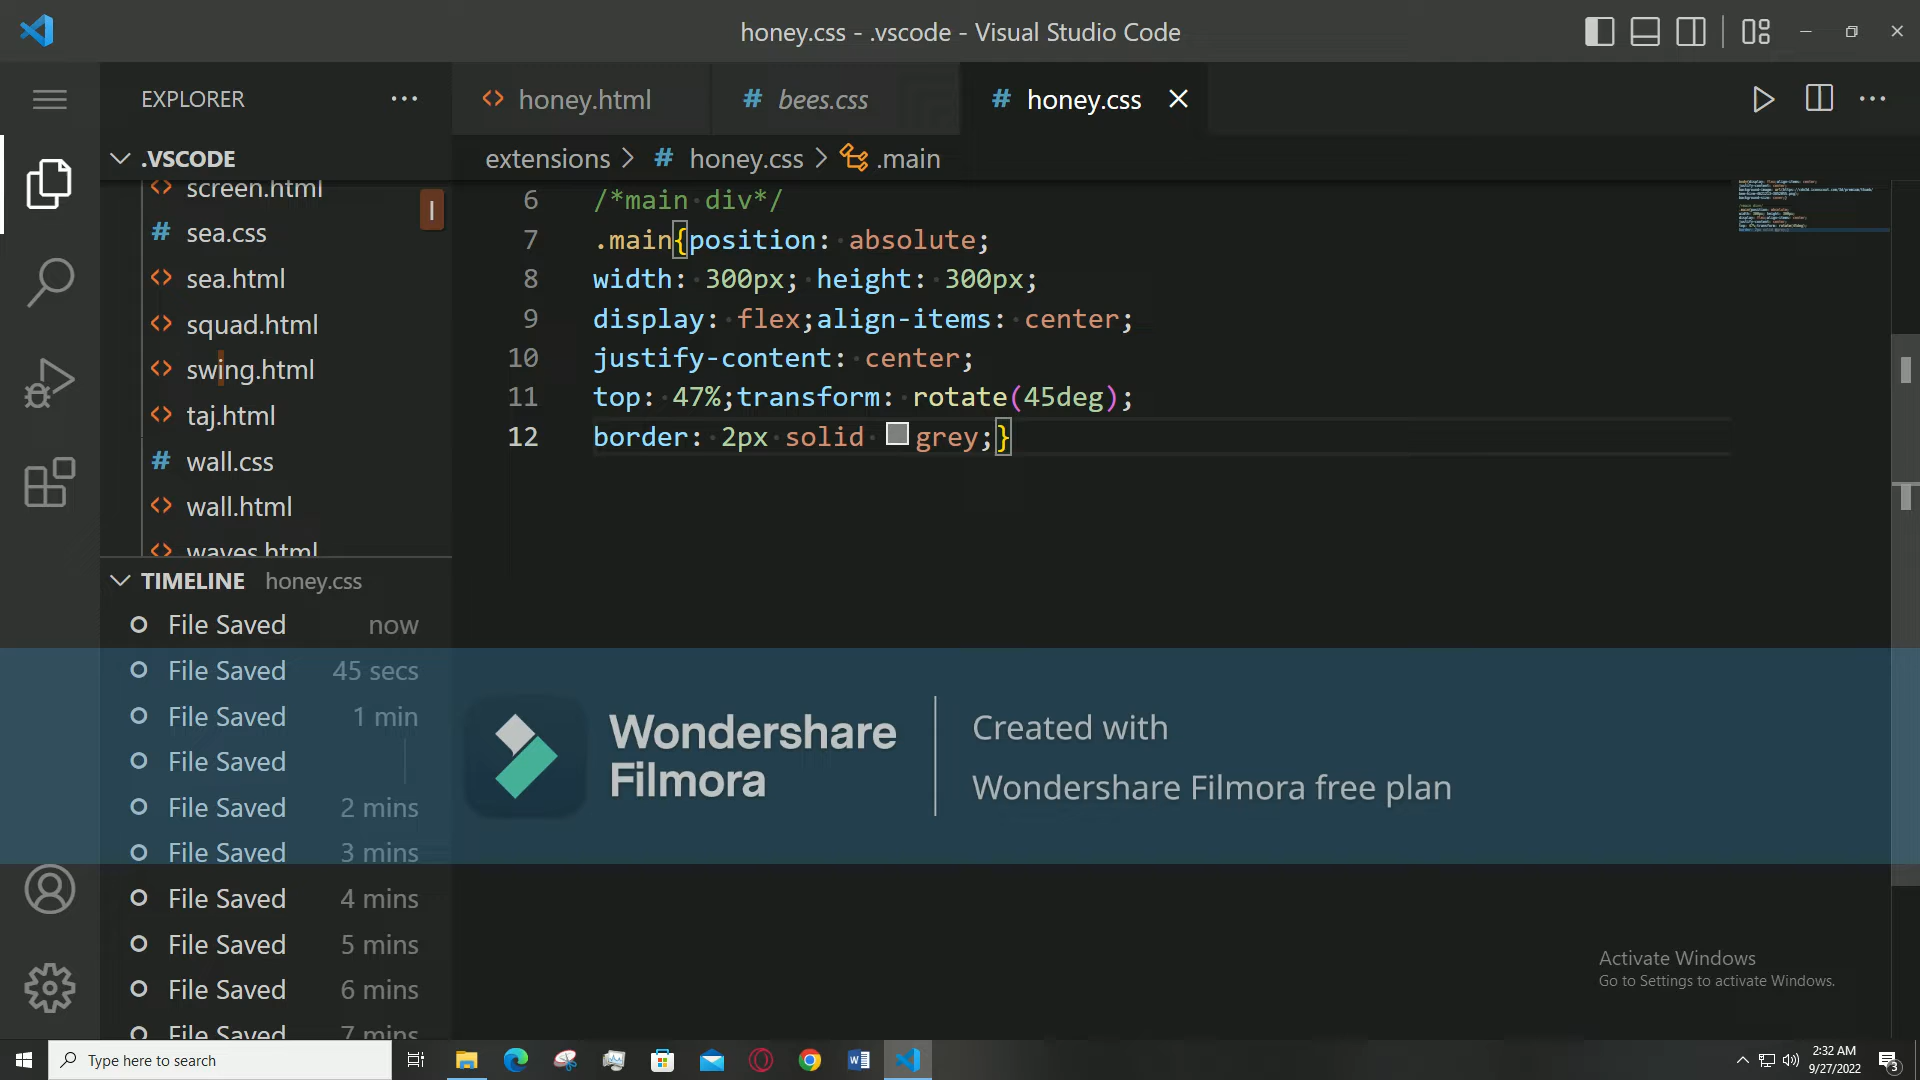 honey.css - .vscode - Visual Studio Code
EXPLORER
honey.html
bees.css
honey.css
.VSCODE
extensions > # honey.css > .main
screen.html
sea.css
sea.html
squad.html
swing.html
taj.html
wall.css
wall.html
waves.html
6 /*main div*/
7 .main{position: absolute;
8 width: 300px; height: 300px;
9 display: flex;align-items: center;
10 justify-content: center;
11 top: 47%;transform: rotate(45deg);
12 border: 2px solid grey;}
TIMELINE honey.css
File Saved now
File Saved 45 secs
File Saved 1 min
File Saved
File Saved 2 mins
File Saved 3 mins
File Saved 4 mins
File Saved 5 mins
File Saved 6 mins
File Saved 7 mins
Wondershare
Filmora
Created with
Wondershare Filmora free plan
Activate Windows
Go to Settings to activate Windows.
Type here to search
2:32 AM
9/27/2022
3